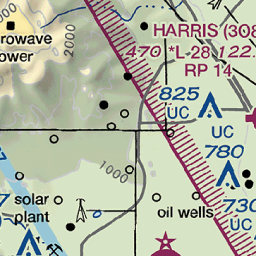 HARRIS (308
rowave
ower
2000
470 *L 28 122.
RP 14
825
UC
UC
780
1000
7
solar
plant
oil wells
730
UC